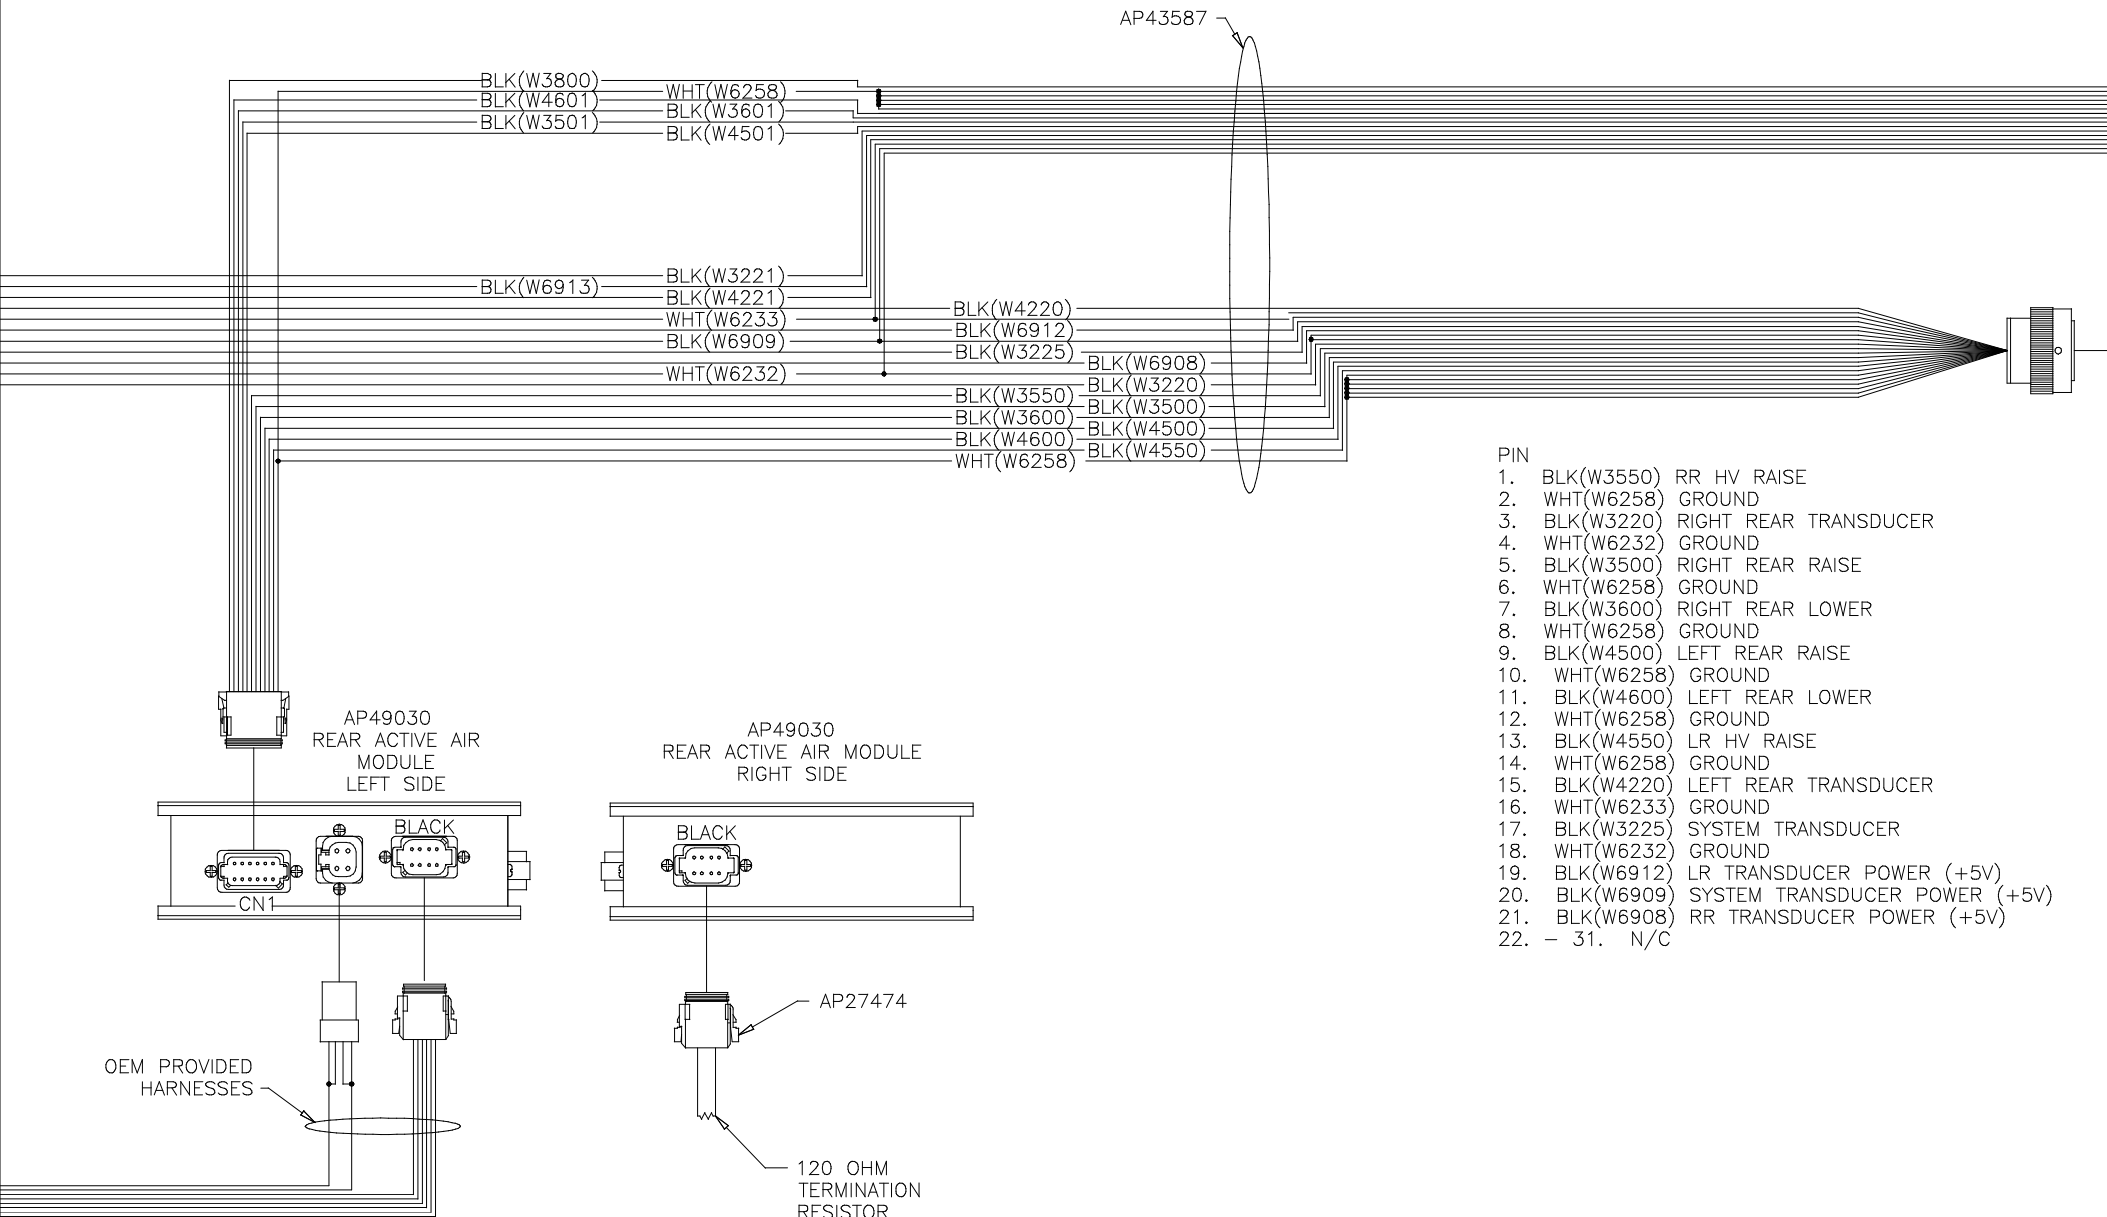 AP43587
BLK(W3800)
WHT(W6258)
BLK(W4601)
BLK(W3601)
BLK(W3501)
BLK(W4501)
BLK(W3221)
BLK(W6913)
BLK(W4221)
BLK(W4220)
WHT(W6233)
BLK(W6912)
BLK(W6909)
BLK(W3225)
BLK(W6908)
WHT(W6232)
BLK(W3220)
BLK(W3550)
BLK(W3500)
BLK(W3600)
BLK(W4500)
BLK(W4600)
BLK(W4550)
WHT(W6258)
PIN
1. BLK(W3550) RR HV RAISE
2. WHT(W6258) GROUND
3. BLK(W3220) RIGHT REAR TRANSDUCER
4. WHT(W6232) GROUND
5. BLK(W3500) RIGHT REAR RAISE
6. WHT(W6258) GROUND
7. BLK(W3600) RIGHT REAR LOWER
8. WHT(W6258) GROUND
9. BLK(W4500) LEFT REAR RAISE
10. WHT(W6258) GROUND
11. BLK(W4600) LEFT REAR LOWER
12. WHT(W6258) GROUND
13. BLK(W4550) LR HV RAISE
14. WHT(W6258) GROUND
15. BLK(W4220) LEFT REAR TRANSDUCER
16. WHT(W6233) GROUND
17. BLK(W3225) SYSTEM TRANSDUCER
18. WHT(W6232) GROUND
19. BLK(W6912) LR TRANSDUCER POWER (+5V)
20. BLK(W6909) SYSTEM TRANSDUCER POWER (+5V)
21. BLK(W6908) RR TRANSDUCER POWER (+5V)
22. – 31. N/C
AP49030
REAR ACTIVE AIR
MODULE
LEFT SIDE
AP49030
REAR ACTIVE AIR MODULE
RIGHT SIDE
BLACK
CN1
BLACK
AP27474
OEM PROVIDED
HARNESSES
120 OHM
TERMINATION
RESISTOR